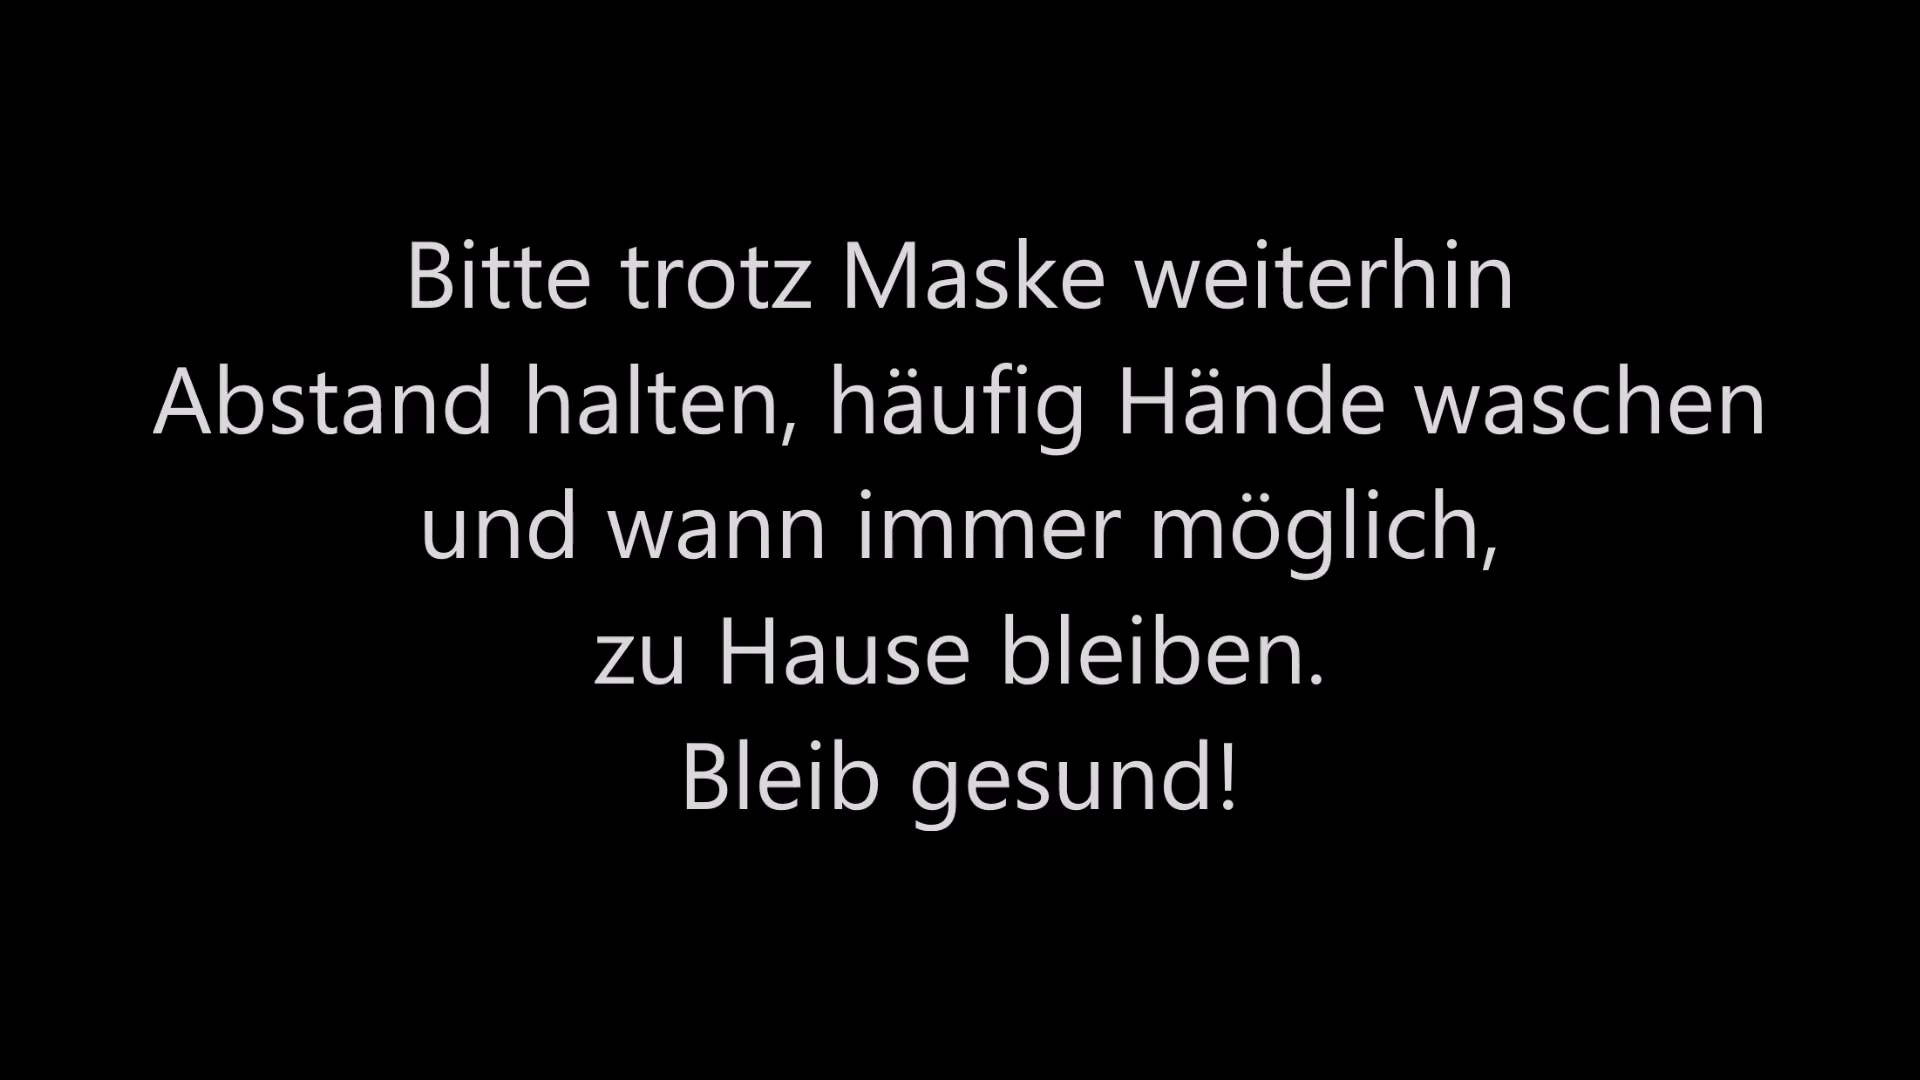 Bitte trotz Maske weiterhin
Abstand halten, häufig Hände waschen
und wann immer möglich,
zu Hause bleiben.
Bleib gesund!